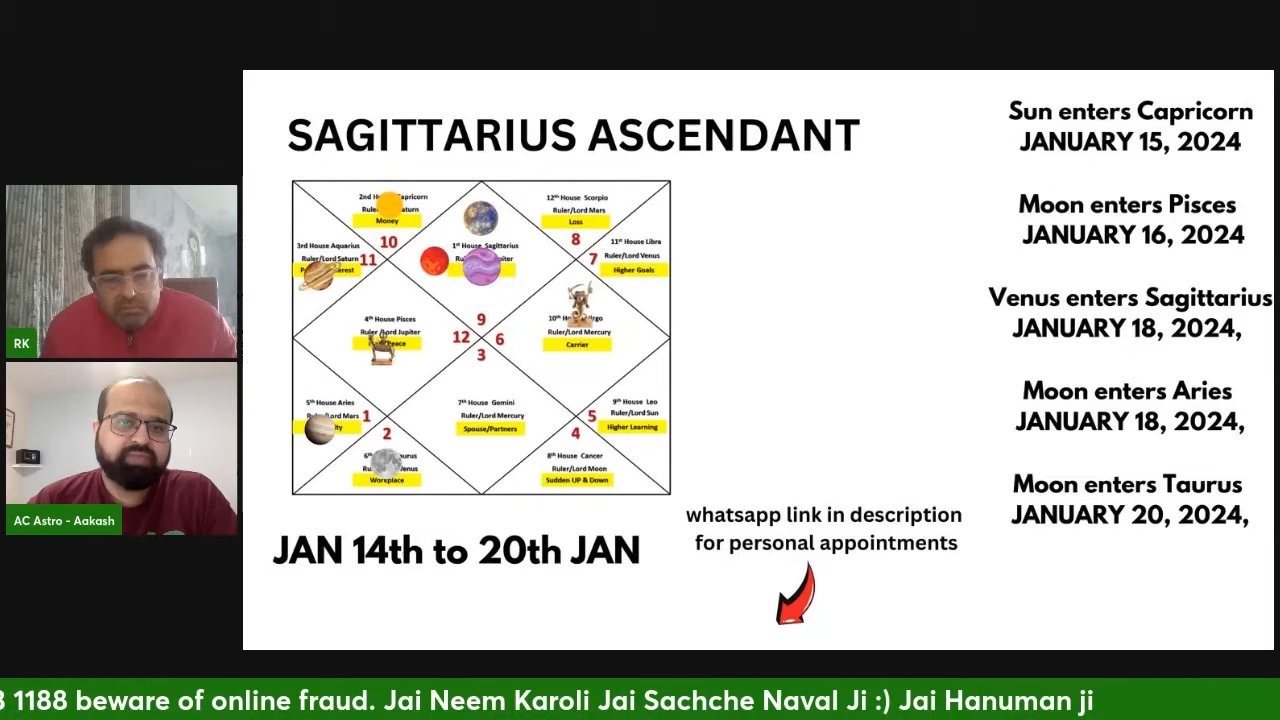 SAGITTARIUS ASCENDANT
Sun enters Capricorn
JANUARY 15, 2024
Moon enters Pisces
JANUARY 16, 2024
Venus enters Sagittarius
JANUARY 18, 2024,
Moon enters Aries
JANUARY 18, 2024,
Moon enters Taurus
JANUARY 20, 2024,
2nd
Money
10
12th House Scorpio
Ruler/Lord Mars
Loss
8
3rd House Aquarius
Ruler/Lord Saturn
11
1st House Sagittarius
11th House Libra
Ruler/Lord Venus
Higher Goals
7
4th House Pisces
Ruler /Lord Jupiter
9
12
6
3
10th
Ruler/Lord Mercury
Carrier
5th House Aries
Lord Mars
1
2
7th House Gemini
Ruler/Lord Mercury
Spouse/Partners
9th House Leo
Ruler/Lord Sun
Higher Learning
5
4
Workplace
8th House Cancer
Ruler/Lord Moon
Sudden UP & Down
JAN 14th to 20th JAN
whatsapp link in description
for personal appointments
RK
AC Astro - Aakash
1188 beware of online fraud. Jai Neem Karoli Jai Sachche Naval Ji :) Jai Hanuman ji